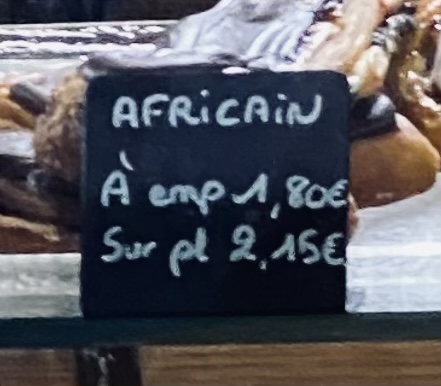 AFRiCAiN
À emp 1,80€
Sur pl 2,15€